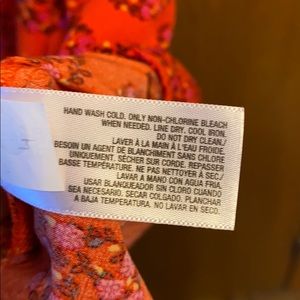 HAND WASH COLD. ONLY NON-CHLORINE BLEACH
WHEN NEEDED. LINE DRY. COOL IRON.
DO NOT DRY CLEAN./
LAVER À LA MAIN À L'EAU FROIDE.
BESOIN UN AGENT DE BLANCHIMENT SANS CHLORE
UNIQUEMENT. SÉCHER SUR CORDE. REPASSER
BASSE TEMPÉRATURE. NE PAS NETTOYER À SEC./
LAVAR A MANO CON AGUA FRIA.
USAR BLANQUEADOR SIN CLORO CUANDO
SEA NECESARIO. SECAR COLGADO. PLANCHAR
A BAJA TEMPERATURA. NO LAVAR EN SECO.